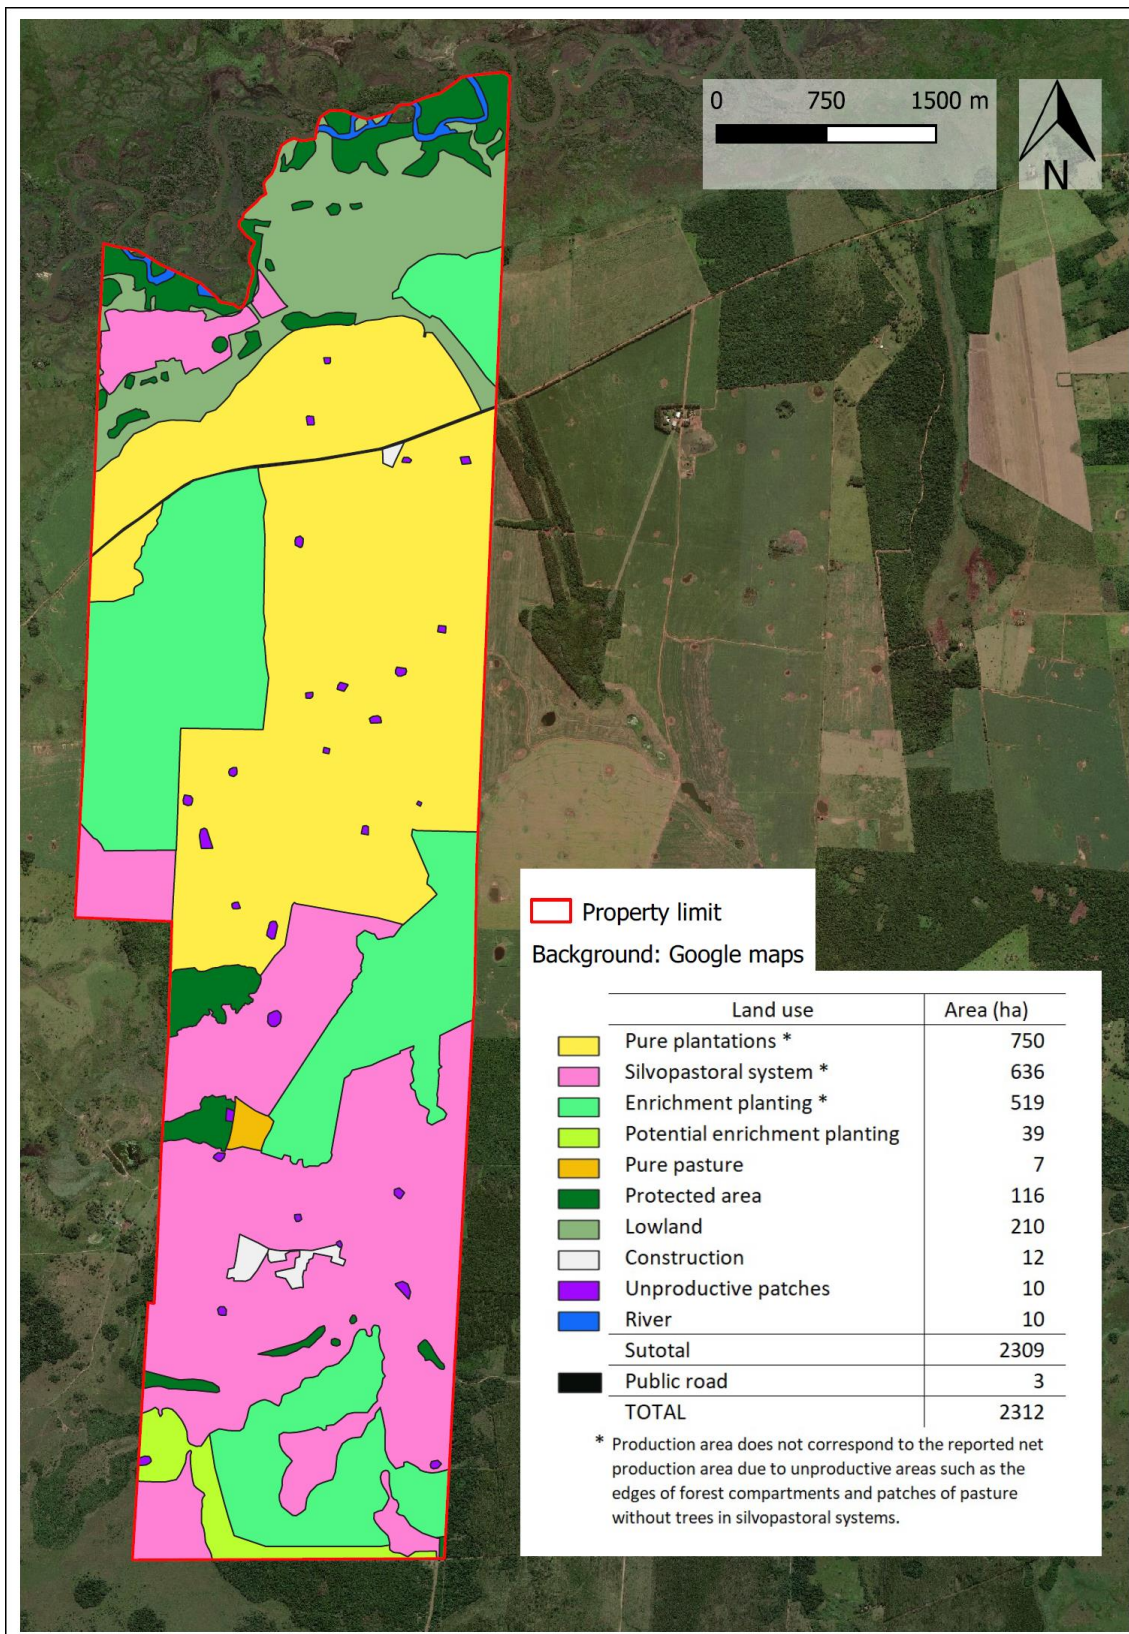 0 750 1500 m
N
Property limit
Background: Google maps
Land use Area (ha)
Pure plantations * 750
Silvopastoral system * 636
Enrichment planting * 519
Potential enrichment planting 39
Pure pasture 7
Protected area 116
Lowland 210
Construction 12
Unproductive patches 10
River 10
Sutotal 2309
Public road 3
TOTAL 2312
* Production area does not correspond to the reported net
production area due to unproductive areas such as the
edges of forest compartments and patches of pasture
without trees in silvopastoral systems.